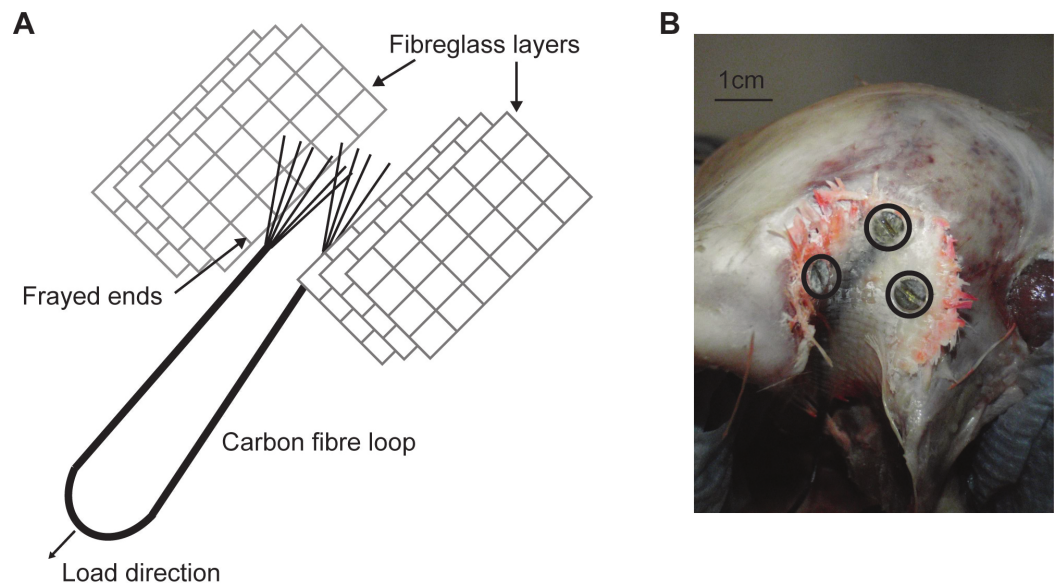 A
Fibreglass layers
Frayed ends
Carbon fibre loop
Load direction
B
1cm